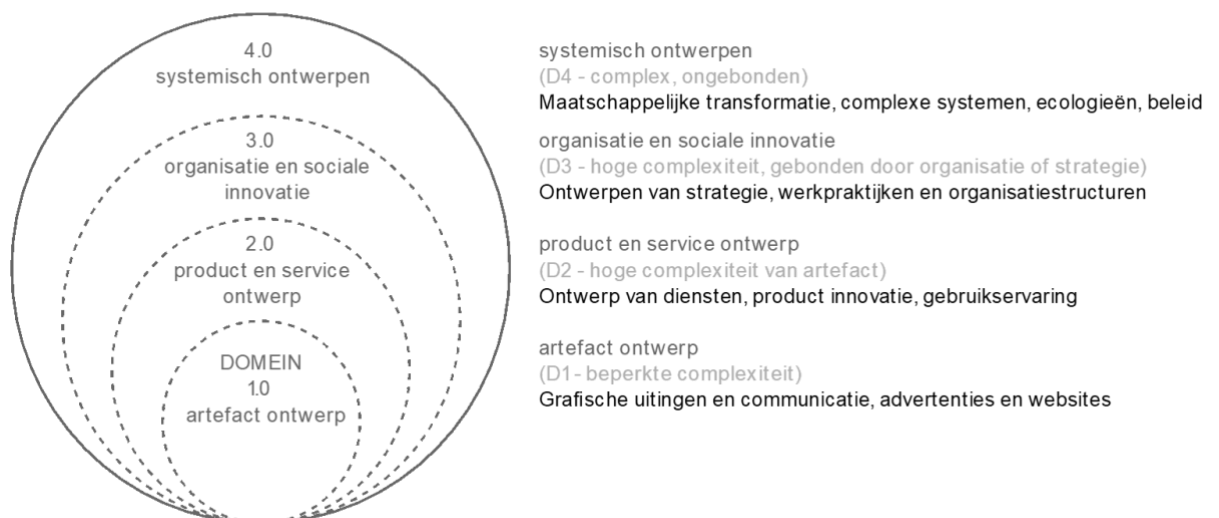 4.0
systemisch ontwerpen
3.0
organisatie en sociale
innovatie
2.0
product en service
ontwerp
DOMEIN
1.0
artefact ontwerp
systemisch ontwerpen
(D4 - complex, ongebonden)
Maatschappelijke transformatie, complexe systemen, ecologieën, beleid
organisatie en sociale innovatie
(D3 - hoge complexiteit, gebonden door organisatie of strategie)
Ontwerpen van strategie, werkpraktijken en organisatiestructuren
product en service ontwerp
(D2 - hoge complexiteit van artefact)
Ontwerp van diensten, product innovatie, gebruikservaring
artefact ontwerp
(D1 - beperkte complexiteit)
Grafische uitingen en communicatie, advertenties en websites